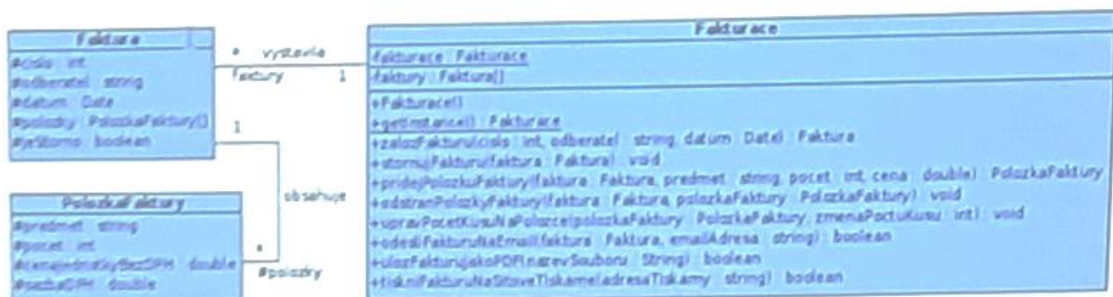 Faktura
#cislo int
#odberatel string
#datum Date
#polozky PolozkaFaktury[]
#jeStorno boolean
* vystavila
faktury 1
1
obsahuje
*
#polozky
PolozkaFaktury
#predmet string
#pocet int
#cenaJednotkyBezDPH double
#sazbaDPH double
Fakturace
-fakturace : Fakturace
-faktury : Faktura[]
+Fakturace()
+getInstance() : Fakturace
+zalozFakturu(cislo : int, odberatel : string, datum : Date) : Faktura
+stornujFakturu(faktura : Faktura) : void
+pridejPolozkuFaktury(faktura : Faktura, predmet : string, pocet : int, cena : double) : PolozkaFaktury
+odstranPolozkyFaktury(faktura : Faktura, polozkaFaktury : PolozkaFaktury) : void
+upravPocetKusuNaPolozce(polozkaFaktury : PolozkaFaktury, zmenaPoctuKusu : int) : void
+odesliFakturuNaEmail(faktura : Faktura, emailAdresa : string) : boolean
+ulozFakturuJakoPDF(nazevSouboru : String) : boolean
+tiskniFakturuNaSitoveTiskarne(adresaTiskarny : string) : boolean